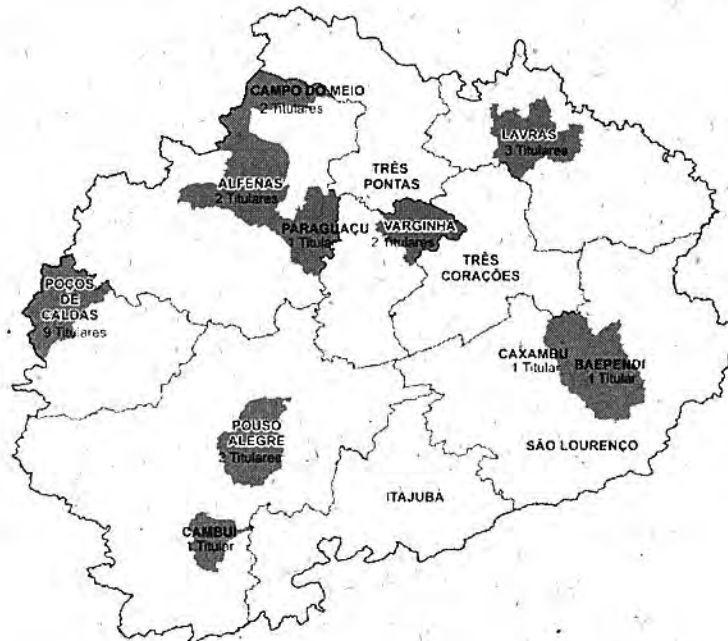 CAMPO DO MEIO
2 Titulares
LAVRAS
3 Titulares
TRÊS
PONTAS
ALFENAS
2 Titulares
PARAGUAÇU
1 Titular
VARGINHA
2 Titulares
TRÊS
CORAÇÕES
POÇOS
DE
CALDAS
9 Titulares
CAXAMBU
1 Titular
BAEPENDI
1 Titular
POUSO
ALEGRE
Titulares
SÃO LOURENÇO
ITAJUBÁ
CAMBUÍ
1 Titular